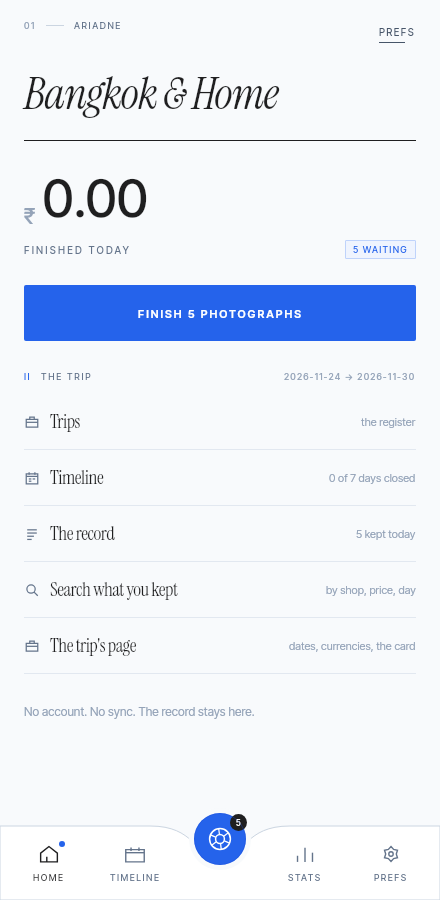 01 ARIADNE
PREFS
Bangkok & Home
₹ 0.00
FINISHED TODAY
5 WAITING
FINISH 5 PHOTOGRAPHS
II THE TRIP
2026-11-24 → 2026-11-30
Trips
the register
Timeline
0 of 7 days closed
The record
5 kept today
Search what you kept
by shop, price, day
The trip's page
dates, currencies, the card
No account. No sync. The record stays here.
5
HOME
TIMELINE
STATS
PREFS